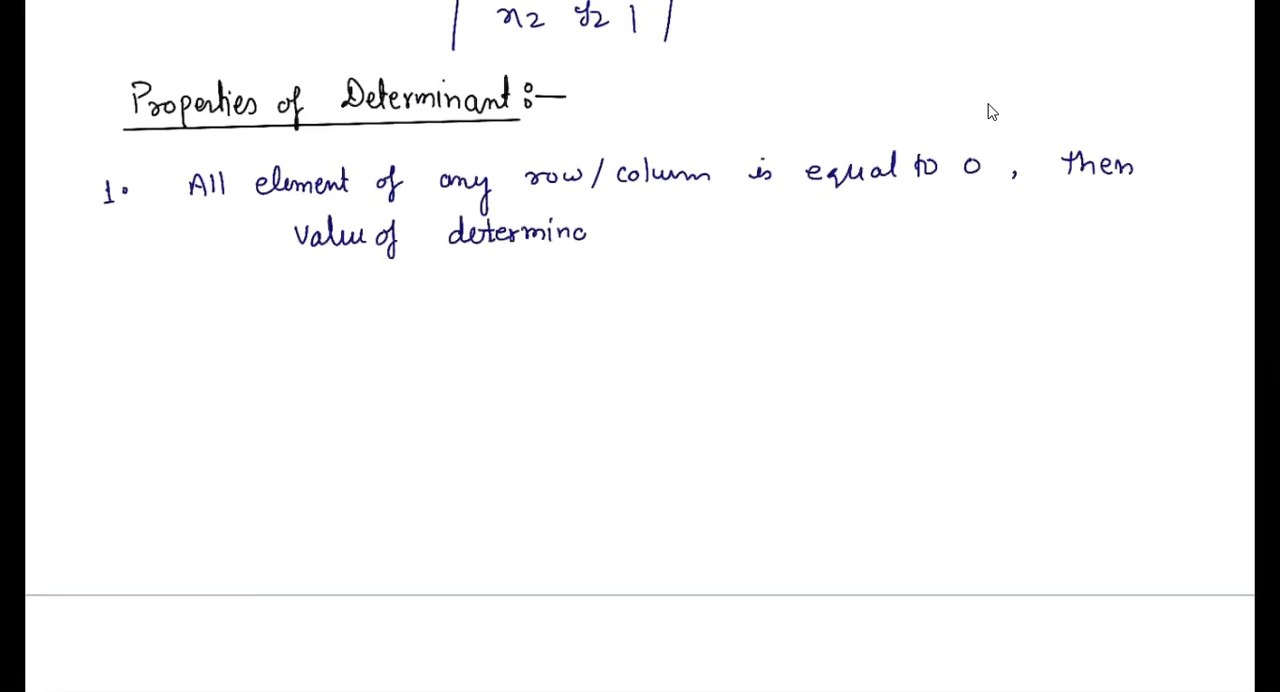 | x2 y2 1 |
Properties of Determinant :-
1. All element of any row/column is equal to 0, then
value of determina